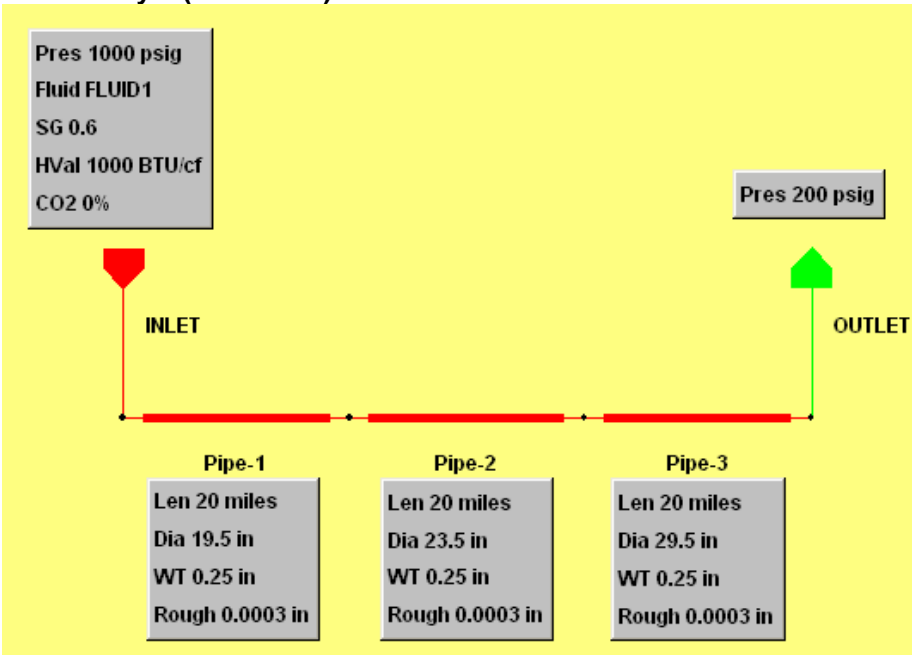 Pres 1000 psig
Fluid FLUID1
SG 0.6
HVal 1000 BTU/cf
CO2 0%
Pres 200 psig
INLET
OUTLET
Pipe-1
Len 20 miles
Dia 19.5 in
WT 0.25 in
Rough 0.0003 in
Pipe-2
Len 20 miles
Dia 23.5 in
WT 0.25 in
Rough 0.0003 in
Pipe-3
Len 20 miles
Dia 29.5 in
WT 0.25 in
Rough 0.0003 in